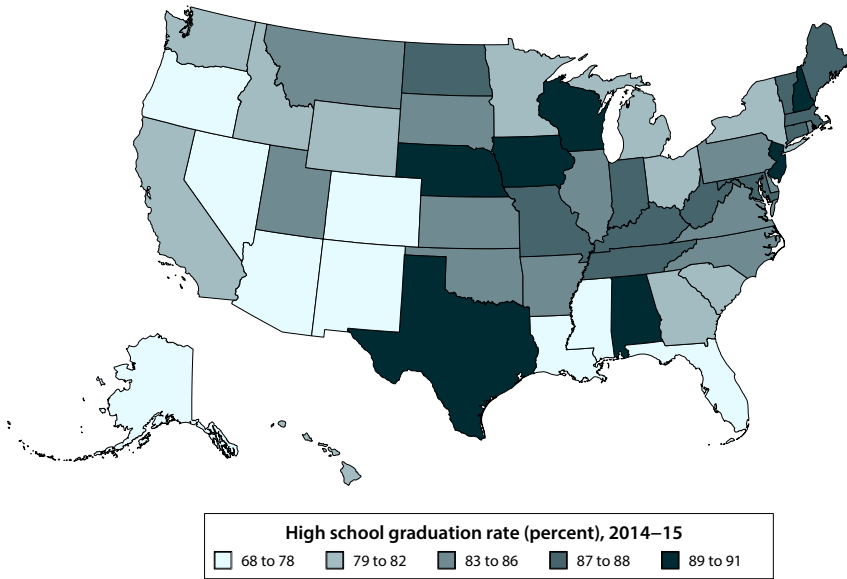 High school graduation rate (percent), 2014–15
68 to 78 79 to 82 83 to 86 87 to 88 89 to 91